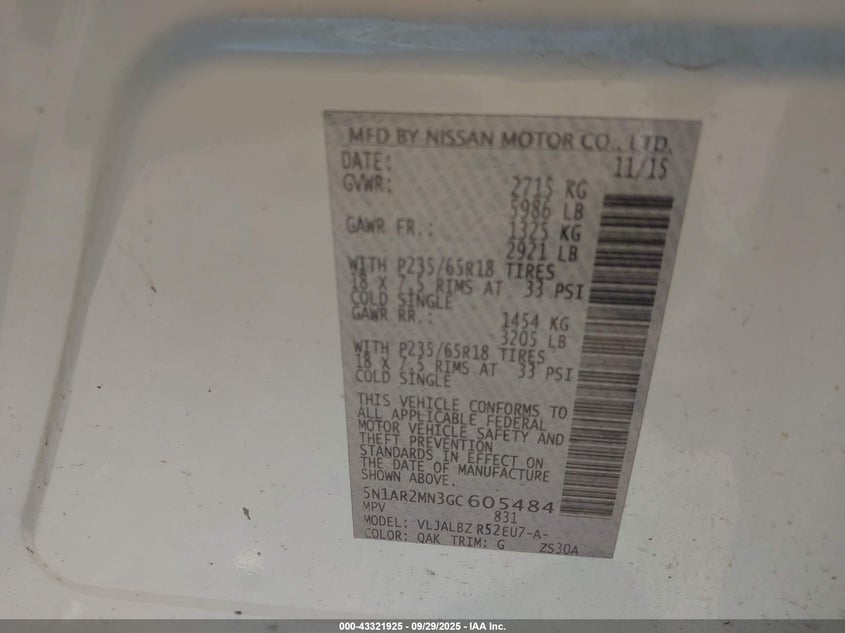 MFD BY NISSAN MOTOR CO., LTD.
DATE: 11/15
GVWR: 2715 KG
5986 LB
GAWR FR.: 1325 KG
2921 LB
WITH P235/65R18 TIRES
18 X 7.5 RIMS AT 33 PSI
COLD SINGLE
GAWR RR.: 1454 KG
3205 LB
WITH P235/65R18 TIRES
18 X 7.5 RIMS AT 33 PSI
COLD SINGLE
THIS VEHICLE CONFORMS TO
ALL APPLICABLE FEDERAL
MOTOR VEHICLE SAFETY AND
THEFT PREVENTION
STANDARDS IN EFFECT ON
THE DATE OF MANUFACTURE
SHOWN ABOVE.
5N1AR2MN3GC605484
MPV 831
MODEL: VLJALBZ R52EU7-A-
COLOR: QAK TRIM: G ZS30A
000-43321925 - 09/29/2025 - IAA Inc.